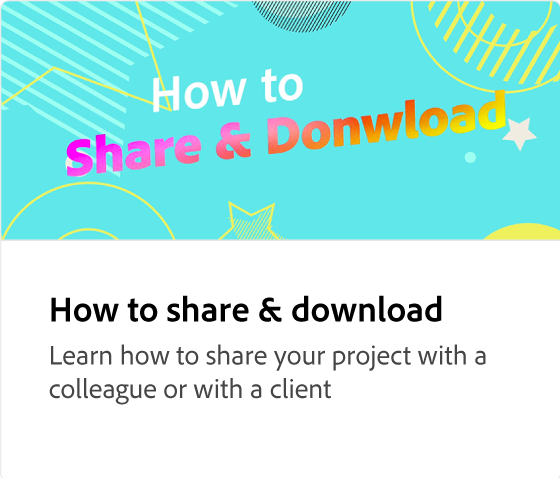 How to
Share & Donwload
How to share & download
Learn how to share your project with a
colleague or with a client